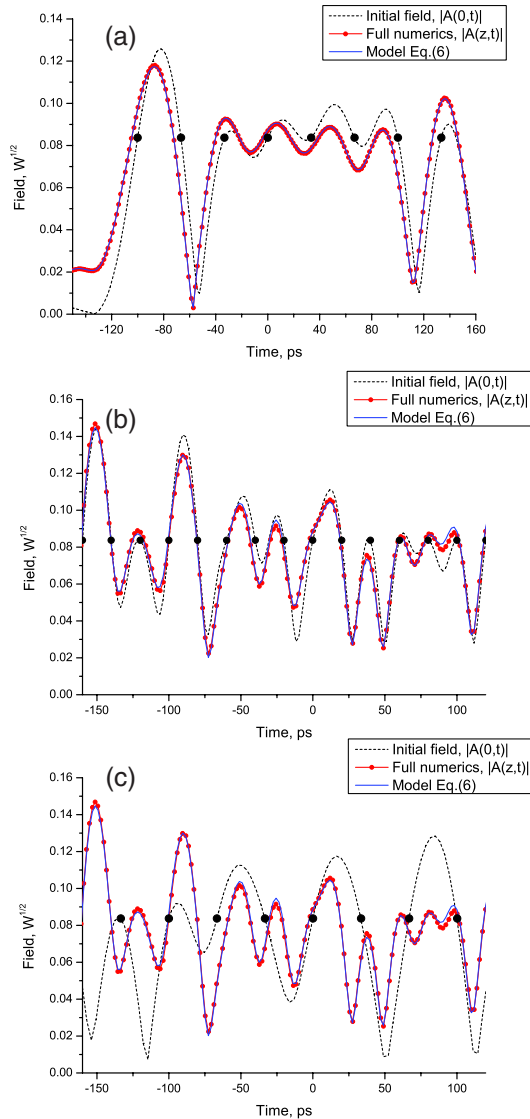 (a)
Initial field, |A(0,t)|
Full numerics, |A(z,t)|
Model Eq.(6)
Field, W^1/2
0.14
0.12
0.10
0.08
0.06
0.04
0.02
0.00
-120 -80 -40 0 40 80 120 160
Time, ps
(b)
Initial field, |A(0,t)|
Full numerics, |A(z,t)|
Model Eq.(6)
Field, W^1/2
0.16
0.14
0.12
0.10
0.08
0.06
0.04
0.02
0.00
-150 -100 -50 0 50 100
Time, ps
(c)
Initial field, |A(0,t)|
Full numerics, |A(z,t)|
Model Eq.(6)
Field, W^1/2
0.16
0.14
0.12
0.10
0.08
0.06
0.04
0.02
0.00
-150 -100 -50 0 50 100
Time, ps